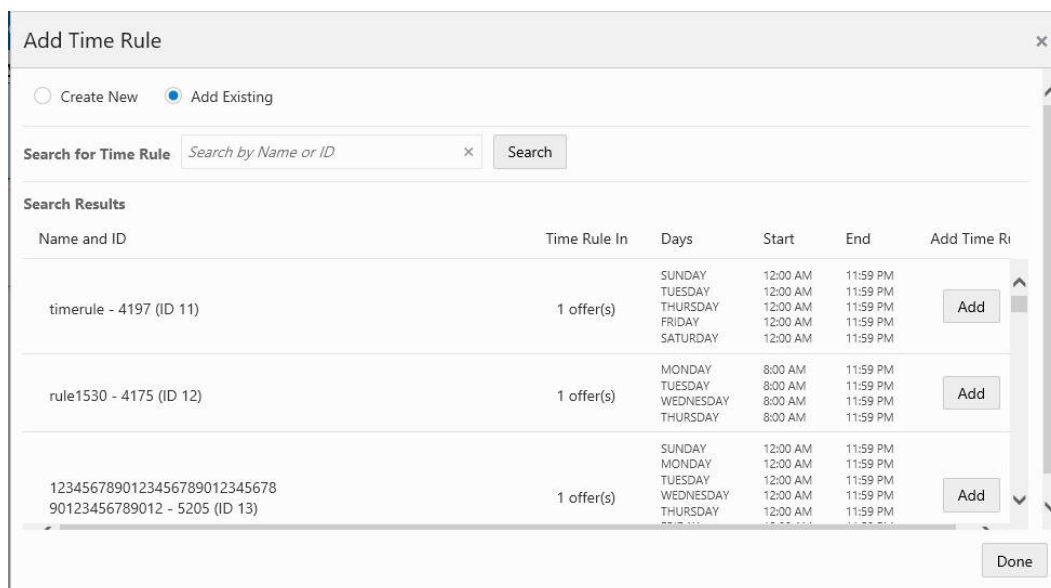 Add Time Rule
Create New Add Existing
Search for Time Rule Search by Name or ID Search
Search Results
Name and ID Time Rule In Days Start End Add Time Ru
timerule - 4197 (ID 11) 1 offer(s) Add
SUNDAY 12:00 AM 11:59 PM
TUESDAY 12:00 AM 11:59 PM
THURSDAY 12:00 AM 11:59 PM
FRIDAY 12:00 AM 11:59 PM
SATURDAY 12:00 AM 11:59 PM
rule1530 - 4175 (ID 12) 1 offer(s) Add
MONDAY 8:00 AM 11:59 PM
TUESDAY 8:00 AM 11:59 PM
WEDNESDAY 8:00 AM 11:59 PM
THURSDAY 8:00 AM 11:59 PM
1234567890123456789012345678
90123456789012 - 5205 (ID 13) 1 offer(s) Add
SUNDAY 12:00 AM 11:59 PM
MONDAY 12:00 AM 11:59 PM
TUESDAY 12:00 AM 11:59 PM
WEDNESDAY 12:00 AM 11:59 PM
THURSDAY 12:00 AM 11:59 PM
Done